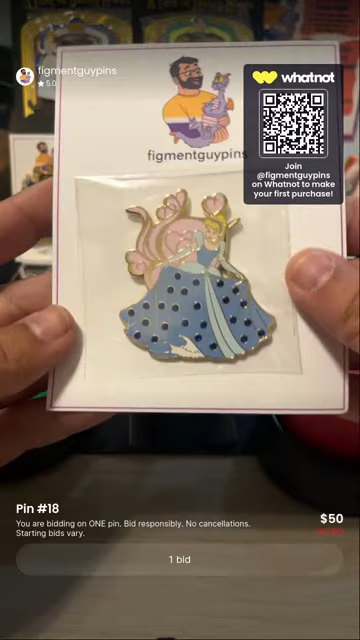 figmentguypins
★ 5.0
whatnot
figmentguypins
Join
@figmentguypins
on Whatnot to make
your first purchase!
Pin #18
$50
You are bidding on ONE pin. Bid responsibly. No cancellations.
Starting bids vary.
1 bid